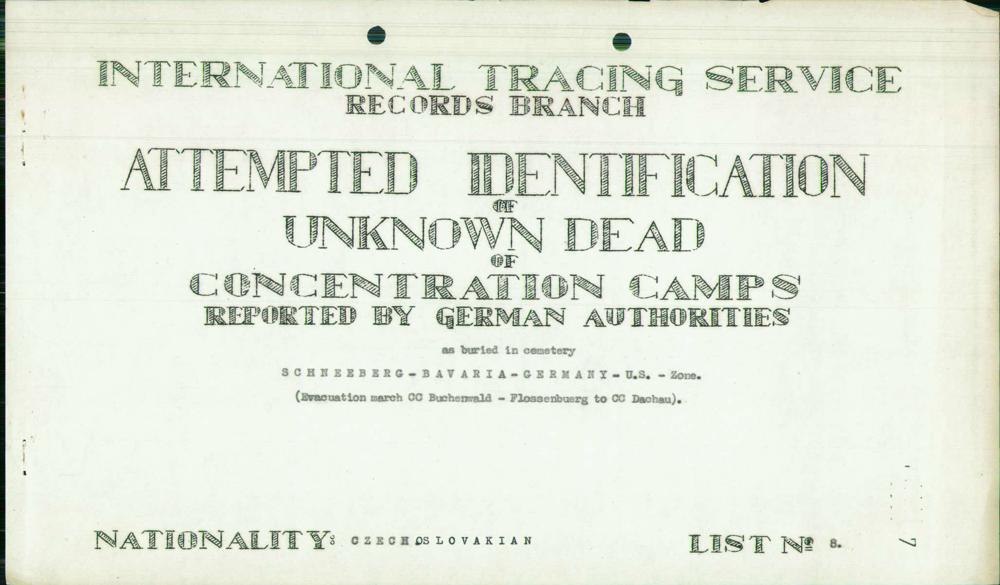 INTERNATIONAL TRACING SERVICE
RECORDS BRANCH
ATTEMPTED IDENTIFICATION
OF
UNKNOWN DEAD
OF
CONCENTRATION CAMPS
REPORTED BY GERMAN AUTHORITIES
as buried in cemetery
SCHNEEBERG - BAVARIA - GERMANY - U.S. - Zone.
(Evacuation march CC Buchenwald - Flossenbuerg to CC Dachau).
NATIONALITY: CZECHOSLOVAKIAN LIST Nº 8.
7